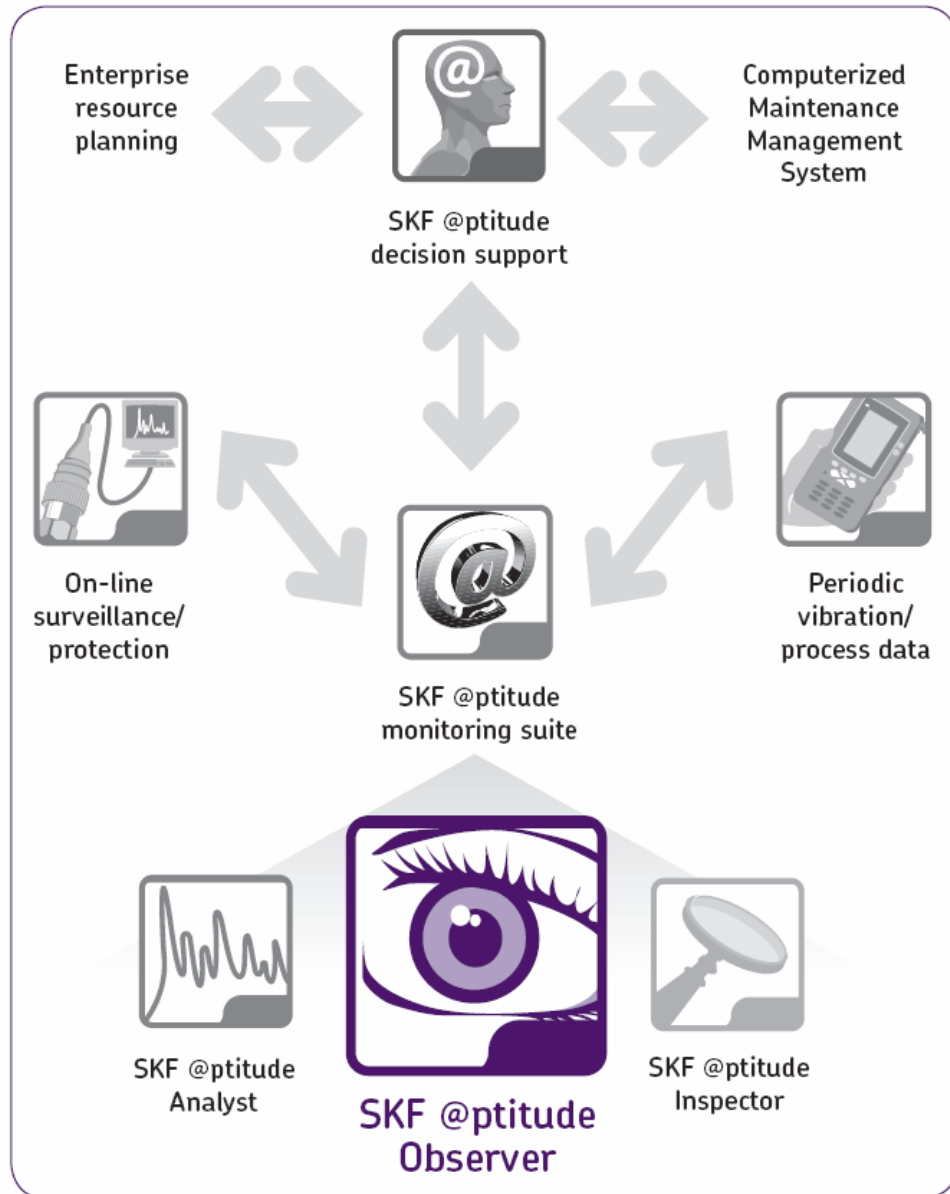 Enterprise
resource
planning
@
Computerized
Maintenance
Management
System
SKF @ptitude
decision support
On-line
surveillance/
protection
@
SKF @ptitude
monitoring suite
Periodic
vibration/
process data
SKF @ptitude
Analyst
SKF @ptitude
Observer
SKF @ptitude
Inspector